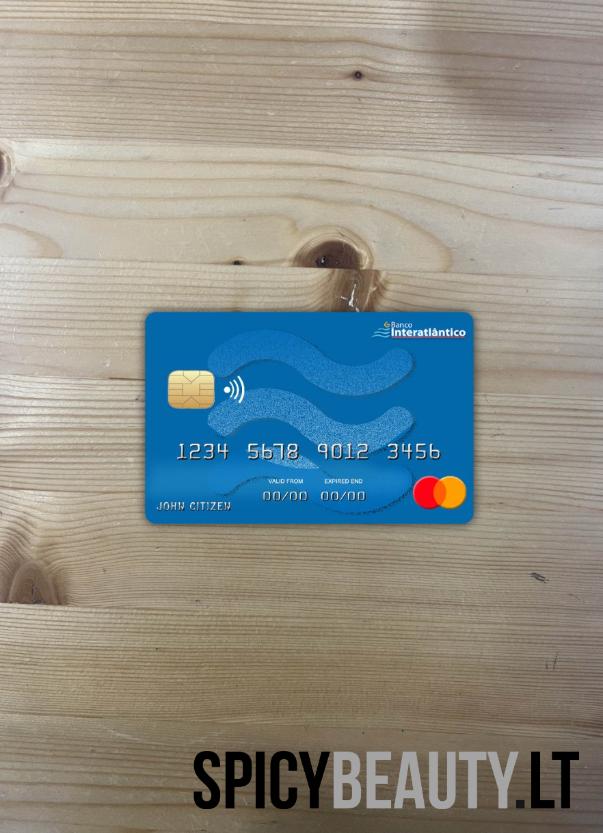 Banco
Interatlântico
1234 5678 9012 3456
VALID FROM EXPIRED END
00/00 00/00
JOHN CITIZEN
SPICYBEAUTY.LT